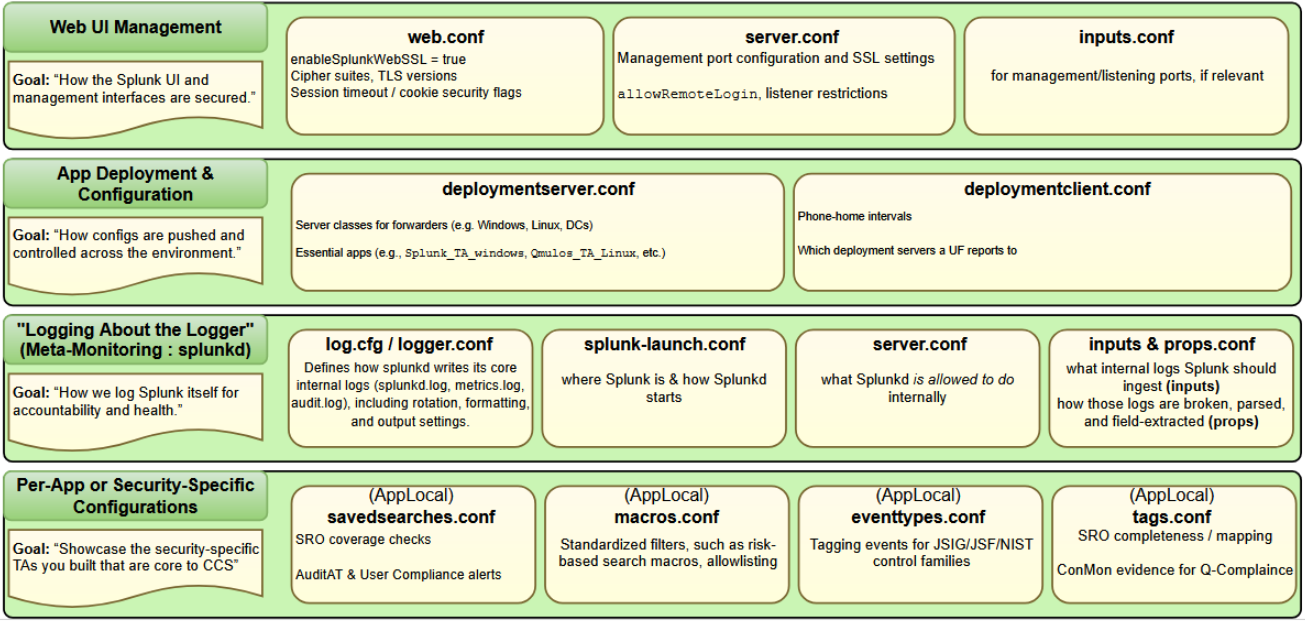 Web UI Management
Goal: “How the Splunk UI and
management interfaces are secured.”
web.conf
enableSplunkWebSSL = true
Cipher suites, TLS versions
Session timeout / cookie security flags
server.conf
Management port configuration and SSL settings
allowRemoteLogin, listener restrictions
inputs.conf
for management/listening ports, if relevant
App Deployment &
Configuration
Goal: “How configs are pushed and
controlled across the environment.”
deploymentserver.conf
Server classes for forwarders (e.g. Windows, Linux, DCs)
Essential apps (e.g., Splunk_TA_windows, Qmulos_TA_Linux, etc.)
deploymentclient.conf
Phone-home intervals
Which deployment servers a UF reports to
"Logging About the Logger"
(Meta-Monitoring : splunkd)
Goal: “How we log Splunk itself for
accountability and health.”
log.cfg / logger.conf
Defines how splunkd writes its core
internal logs (splunkd.log, metrics.log,
audit.log), including rotation, formatting,
and output settings.
splunk-launch.conf
where Splunk is & how Splunkd
starts
server.conf
what Splunkd is allowed to do
internally
inputs & props.conf
what internal logs Splunk should
ingest (inputs)
how those logs are broken, parsed,
and field-extracted (props)
Per-App or Security-Specific
Configurations
Goal: “Showcase the security-specific
TAs you built that are core to CCS”
(AppLocal)
savedsearches.conf
SRO coverage checks
AuditAT & User Compliance alerts
(AppLocal)
macros.conf
Standardized filters, such as risk-
based search macros, allowlisting
(AppLocal)
eventtypes.conf
Tagging events for JSIG/JSF/NIST
control families
(AppLocal)
tags.conf
SRO completeness / mapping
ConMon evidence for Q-Complaince